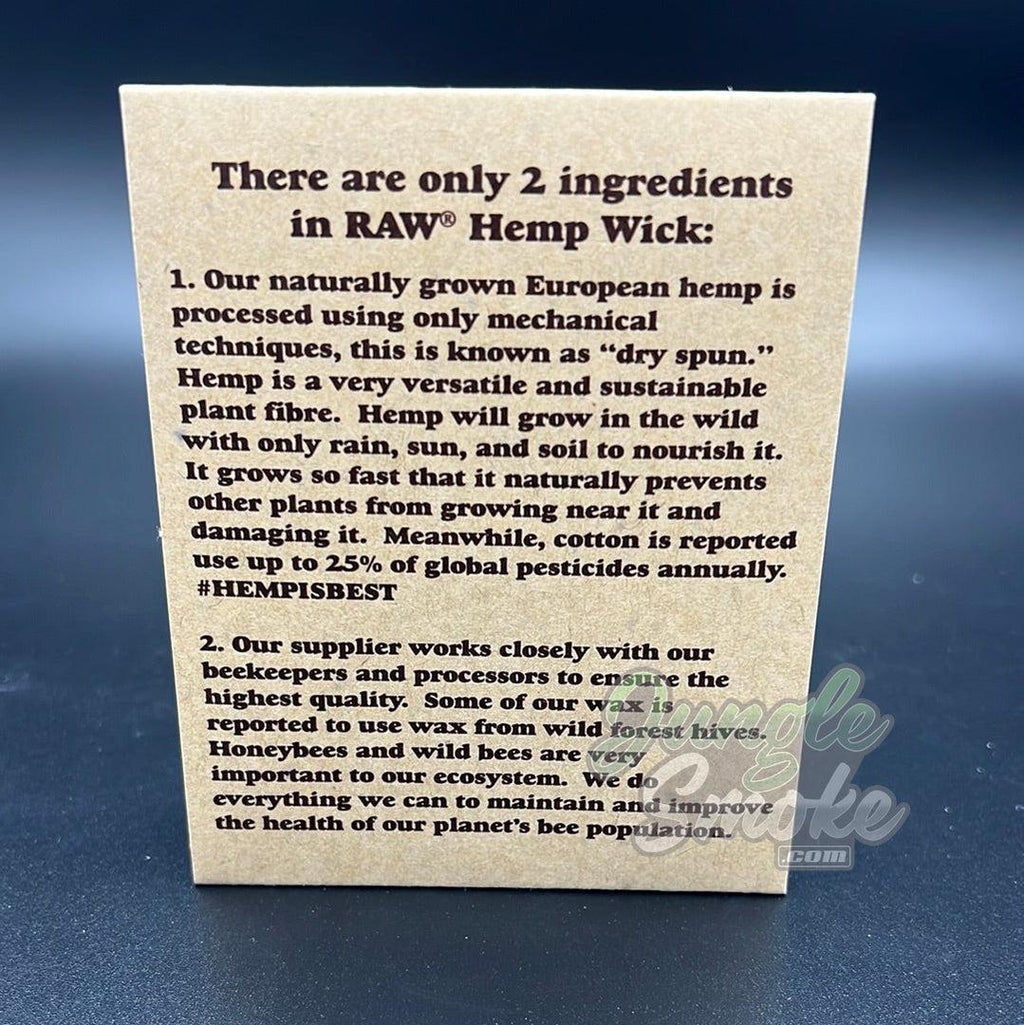 There are only 2 ingredients
in RAW® Hemp Wick:
1. Our naturally grown European hemp is
processed using only mechanical
techniques, this is known as “dry spun.”
Hemp is a very versatile and sustainable
plant fibre. Hemp will grow in the wild
with only rain, sun, and soil to nourish it.
It grows so fast that it naturally prevents
other plants from growing near it and
damaging it. Meanwhile, cotton is reported
use up to 25% of global pesticides annually.
#HEMPISBEST
2. Our supplier works closely with our
beekeepers and processors to ensure the
highest quality. Some of our wax is
reported to use wax from wild forest hives.
Honeybees and wild bees are very
important to our ecosystem. We do
everything we can to maintain and improve
the health of our planet's bee population.
Jungle
Smoke
.com